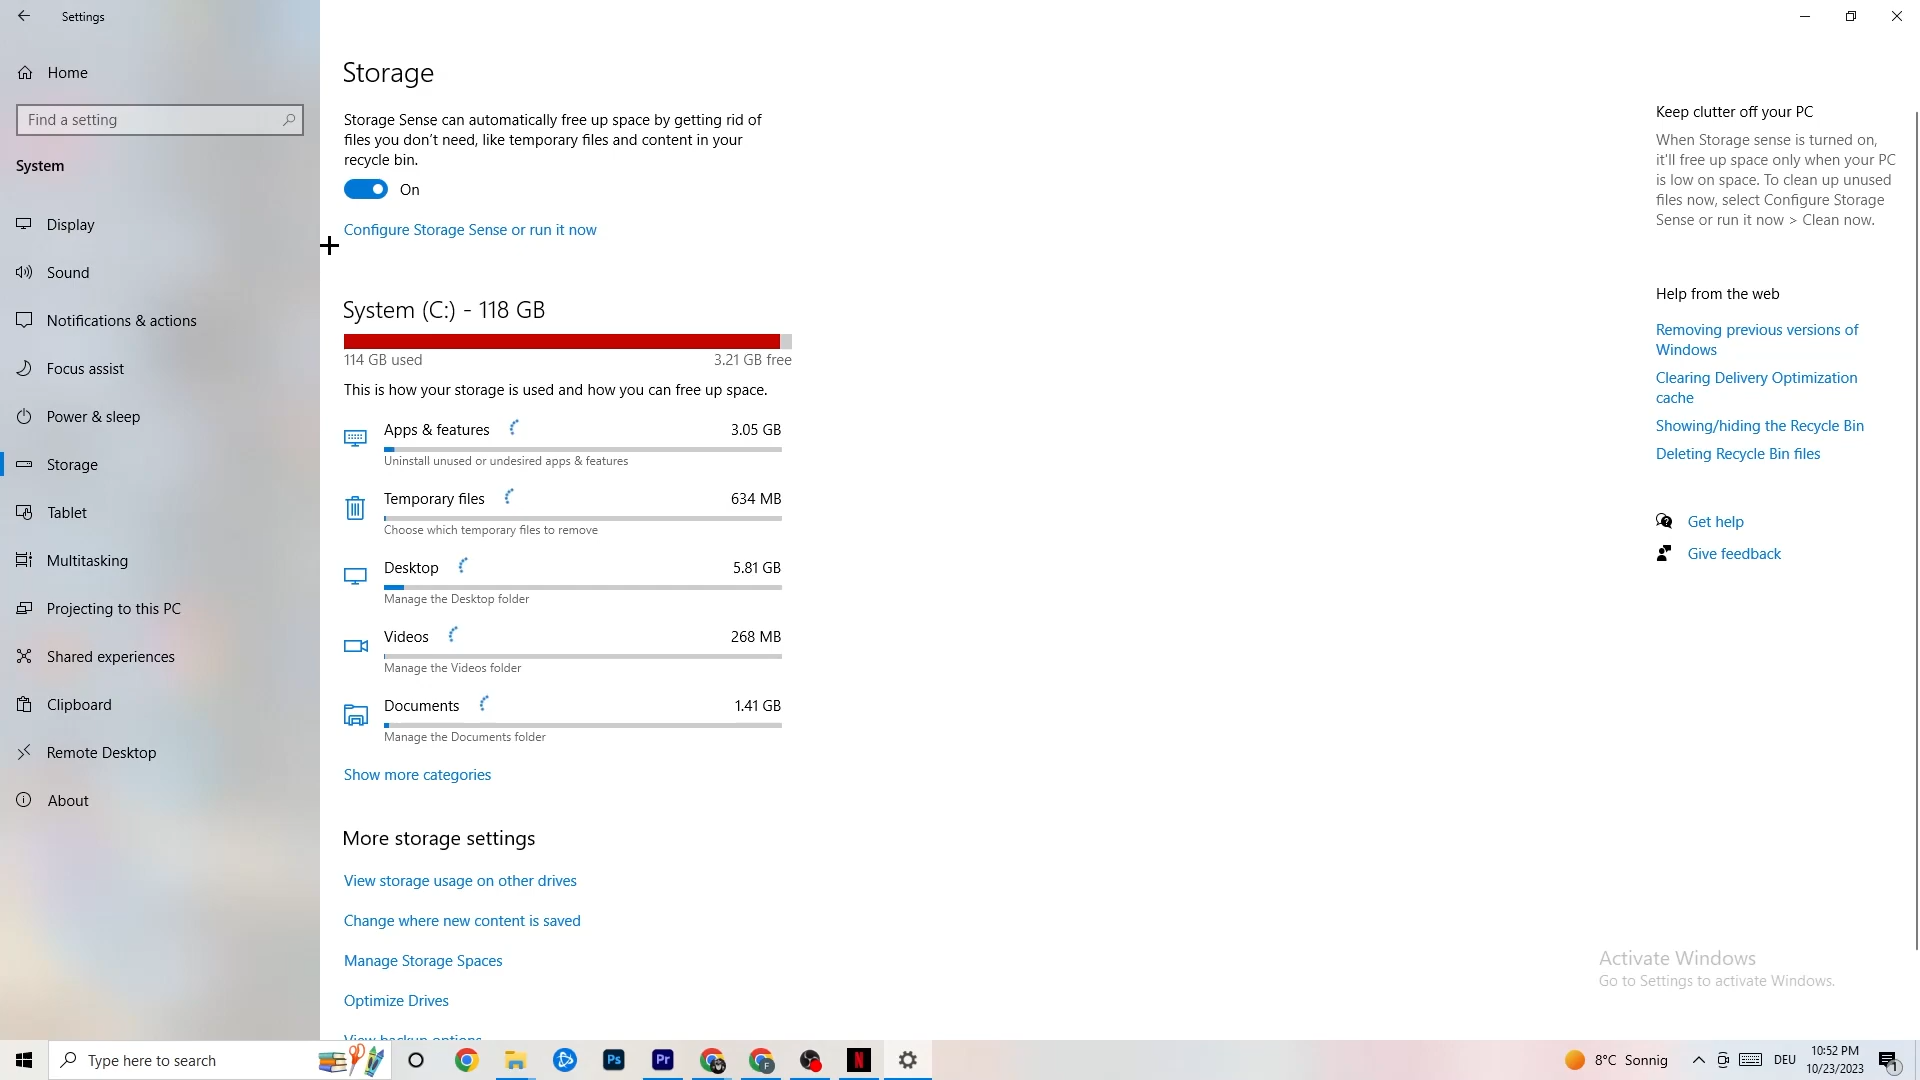 Settings
Home
Find a setting
System
Display
Sound
Notifications & actions
Focus assist
Power & sleep
Storage
Tablet
Multitasking
Projecting to this PC
Shared experiences
Clipboard
Remote Desktop
About
Storage
Storage Sense can automatically free up space by getting rid of
files you don't need, like temporary files and content in your
recycle bin.
On
Configure Storage Sense or run it now
System (C:) - 118 GB
114 GB used
3.21 GB free
This is how your storage is used and how you can free up space.
Apps & features
3.05 GB
Uninstall unused or undesired apps & features
Temporary files
634 MB
Choose which temporary files to remove
Desktop
5.81 GB
Manage the Desktop folder
Videos
268 MB
Manage the Videos folder
Documents
1.41 GB
Manage the Documents folder
Show more categories
More storage settings
View storage usage on other drives
Change where new content is saved
Manage Storage Spaces
Optimize Drives
View backup options
Keep clutter off your PC
When Storage sense is turned on,
it'll free up space only when your PC
is low on space. To clean up unused
files now, select Configure Storage
Sense or run it now > Clean now.
Help from the web
Removing previous versions of
Windows
Clearing Delivery Optimization
cache
Showing/hiding the Recycle Bin
Deleting Recycle Bin files
Get help
Give feedback
Activate Windows
Go to Settings to activate Windows.
Type here to search
Ps
Pr
F
N
8°C Sonnig
DEU
10:52 PM
10/23/2023
1